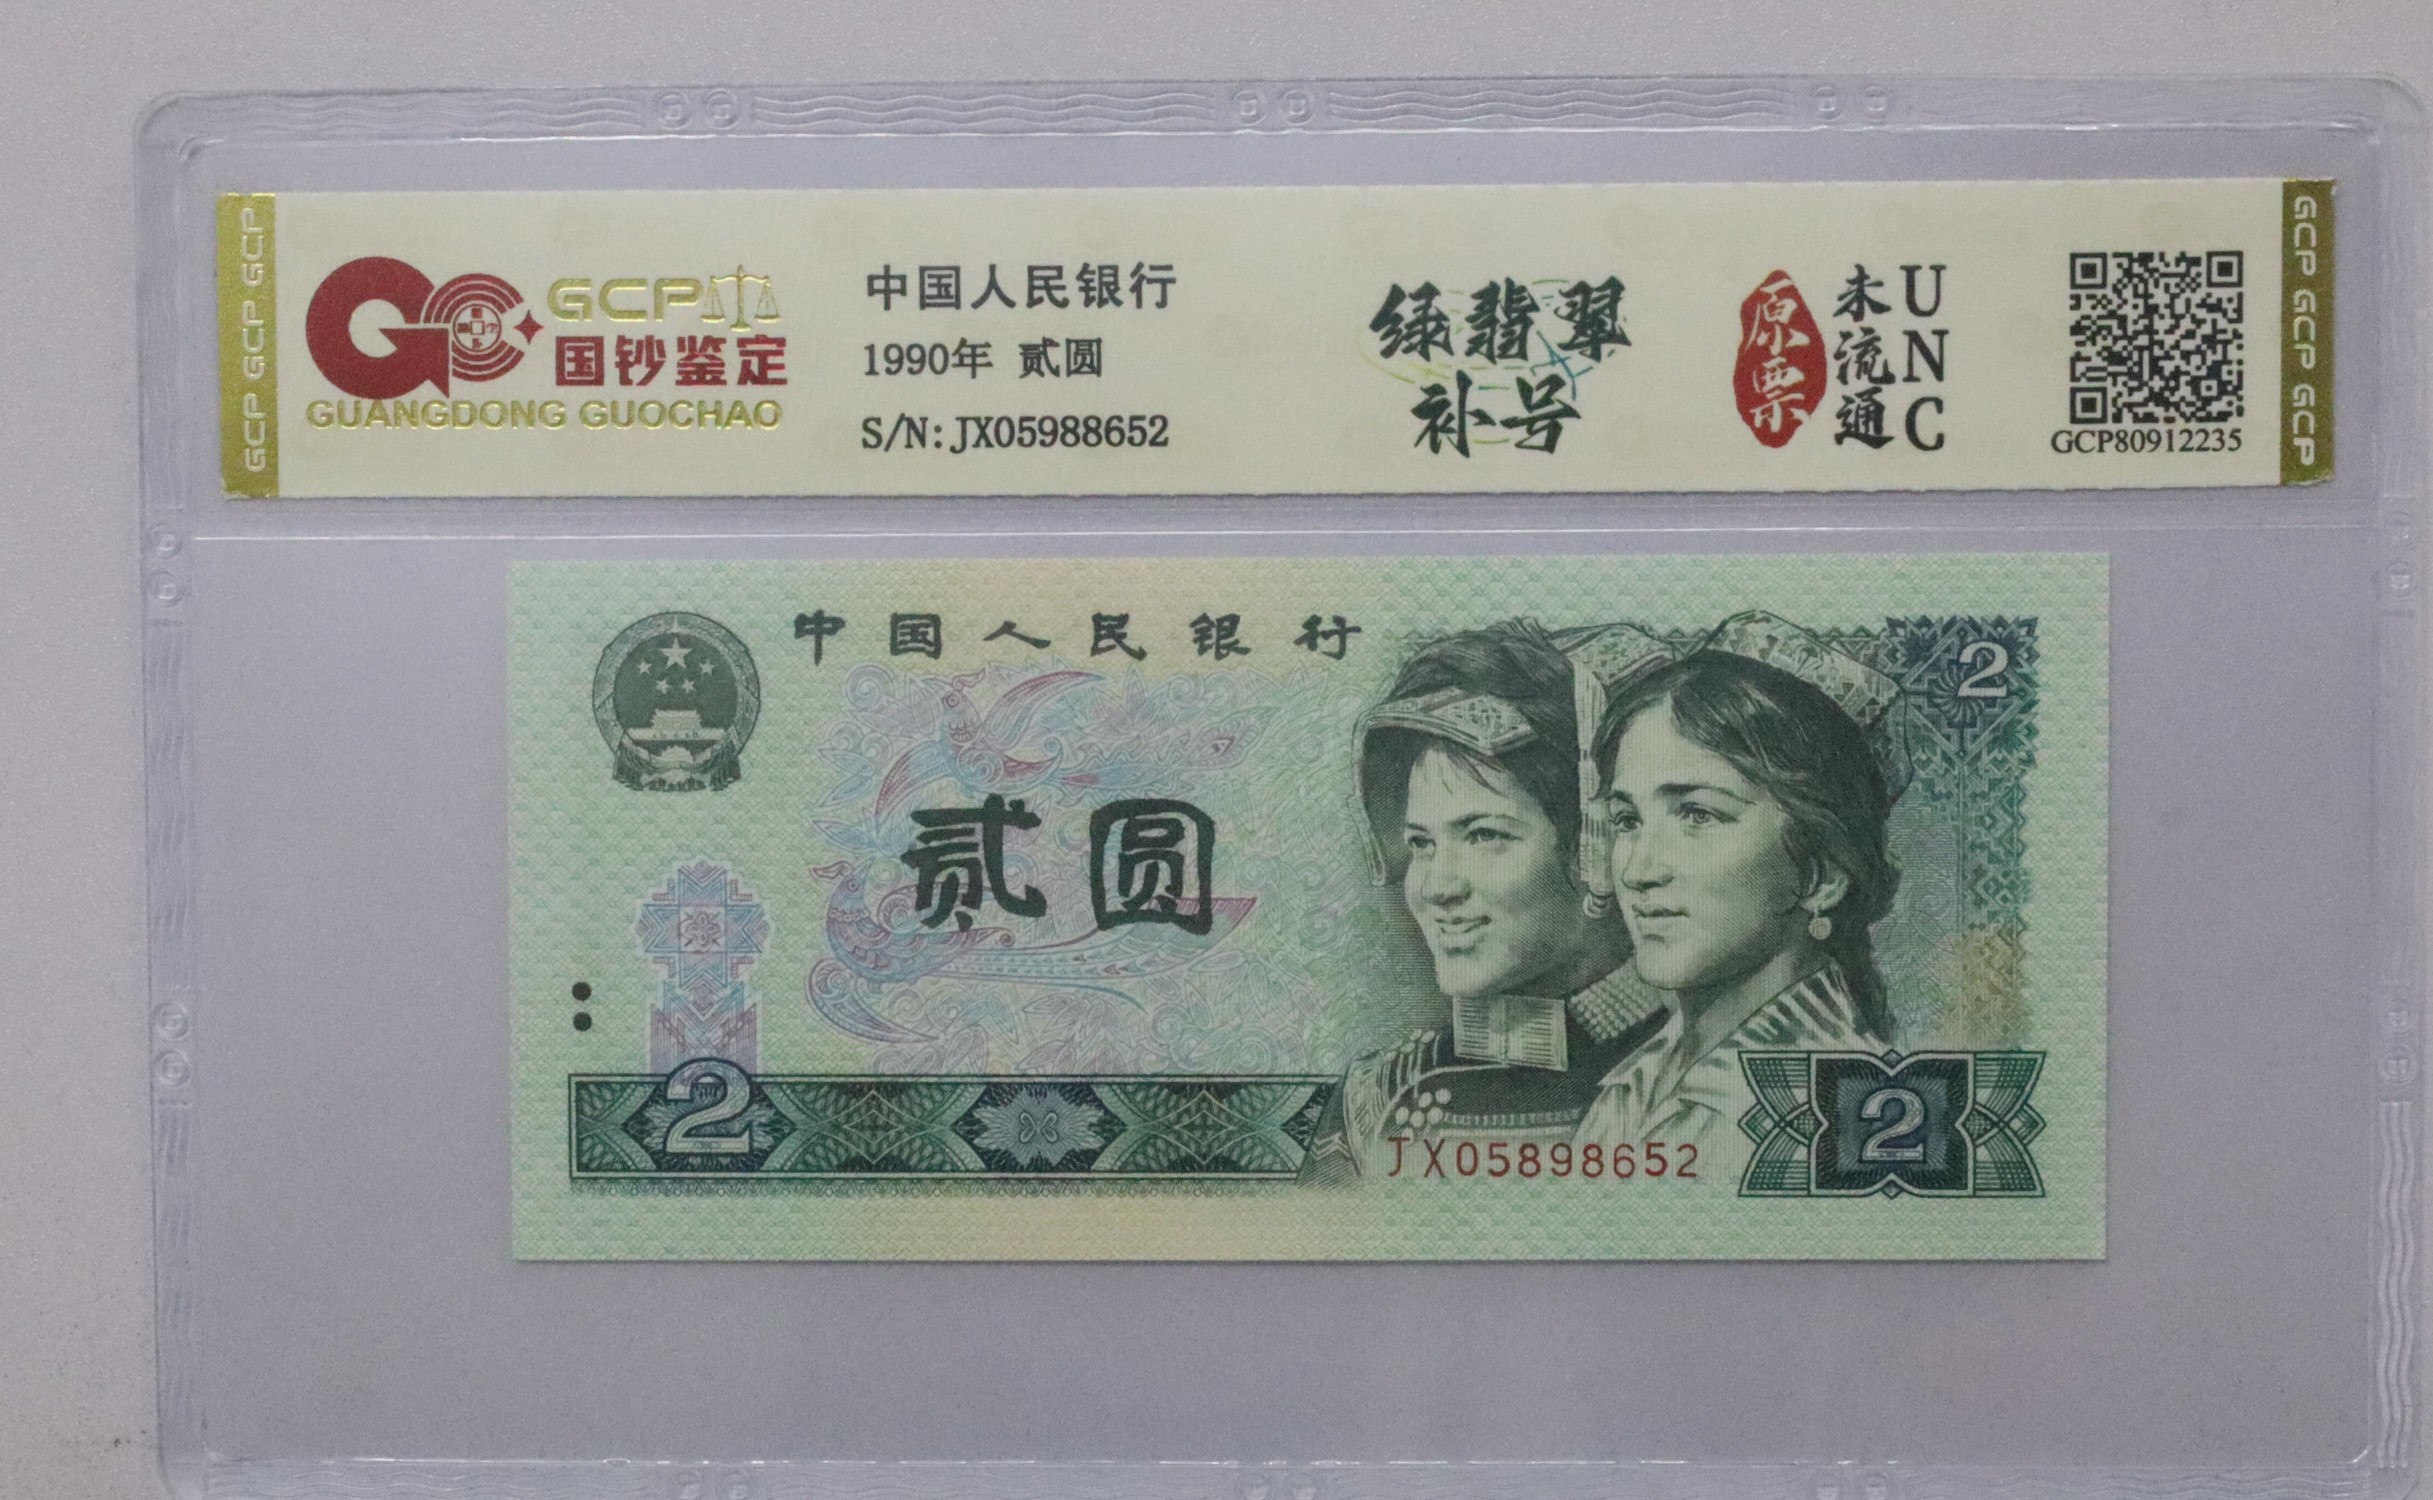 GCP GCP GCP
GCP
国钞鉴定
GUANGDONG GUOCHAO
中国人民银行
1990年 贰圆
S/N: JX05988652
绿翡翠
补号
原票
未流通
UNC
GCP80912235
GCP GCP GCP
中国人民银行
2
贰圆
2
JX05898652
2